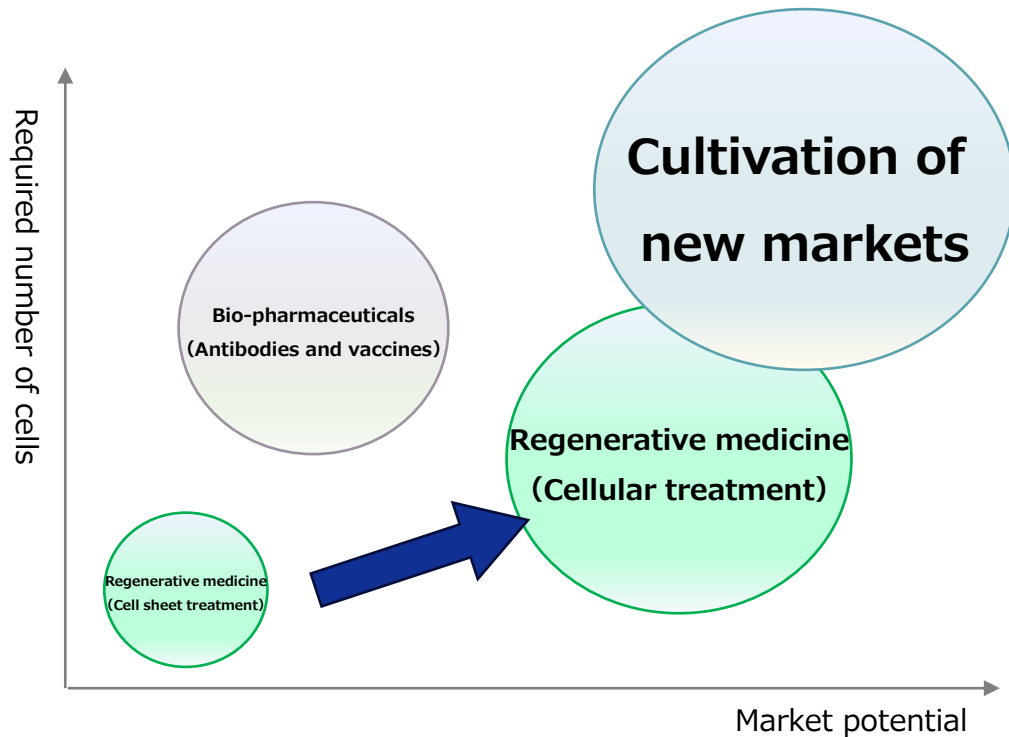 Required number of cells
Cultivation of
new markets
Bio-pharmaceuticals
(Antibodies and vaccines)
Regenerative medicine
(Cellular treatment)
Regenerative medicine
(Cell sheet treatment)
Market potential